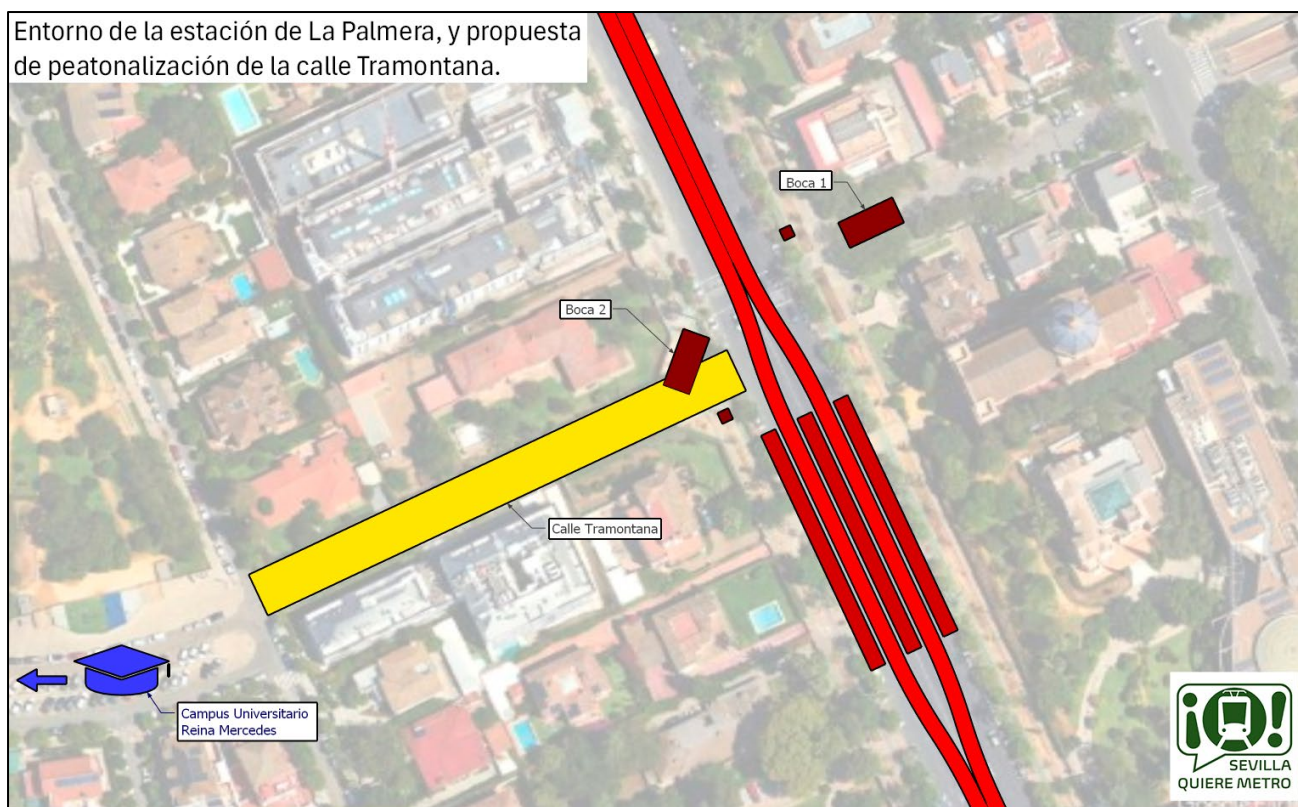 Entorno de la estación de La Palmera, y propuesta
de peatonalización de la calle Tramontana.
Boca 1
Boca 2
Calle Tramontana
Campus Universitario
Reina Mercedes
¡O!
SEVILLA
QUIERE METRO